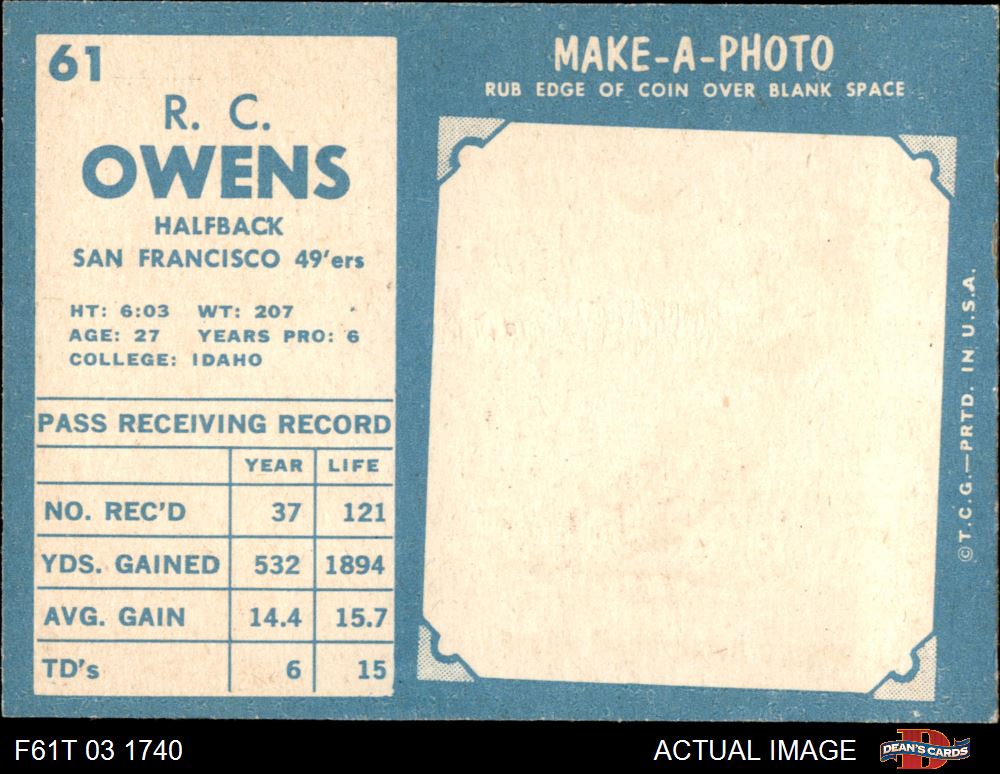 61
R. C.
OWENS
HALFBACK
SAN FRANCISCO 49'ers
HT: 6:03 WT: 207
AGE: 27 YEARS PRO: 6
COLLEGE: IDAHO
PASS RECEIVING RECORD
YEAR LIFE
NO. REC'D 37 121
YDS. GAINED 532 1894
AVG. GAIN 14.4 15.7
TD's 6 15
MAKE-A-PHOTO
RUB EDGE OF COIN OVER BLANK SPACE
©T.C.G.—PRTD. IN U.S.A.
F61T 03 1740
ACTUAL IMAGE
DEAN'S CARDS